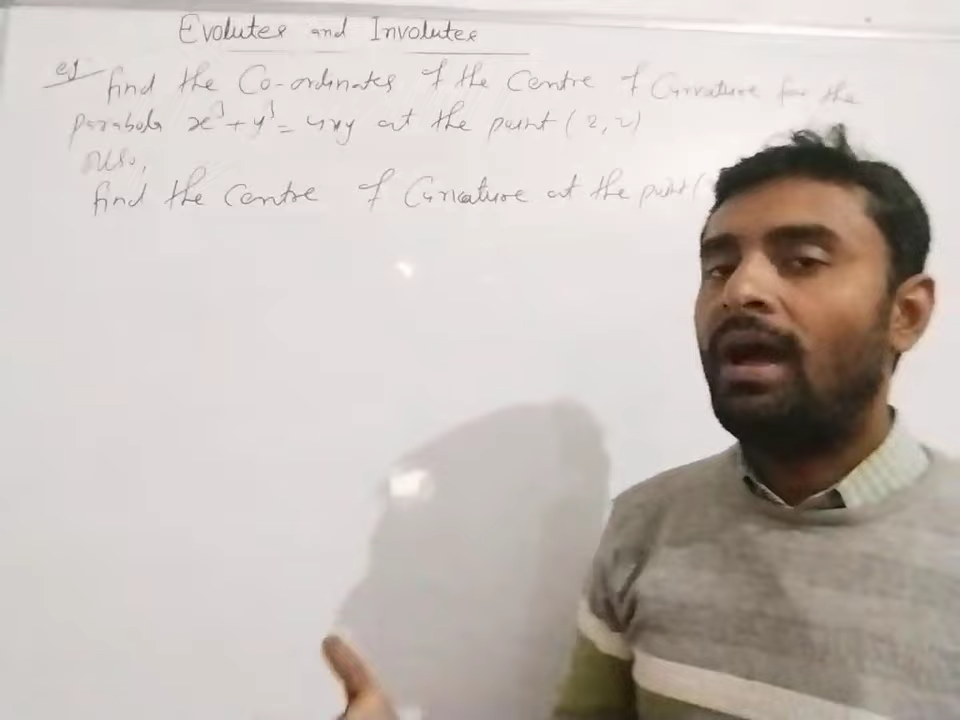 Evolutes and Involutes
eg find the Co-ordinates of the Centre of Curvature for the
Parabola x³+y³=4xy at the point (2,2)
Also,
find the Centre of Curvature at the point (